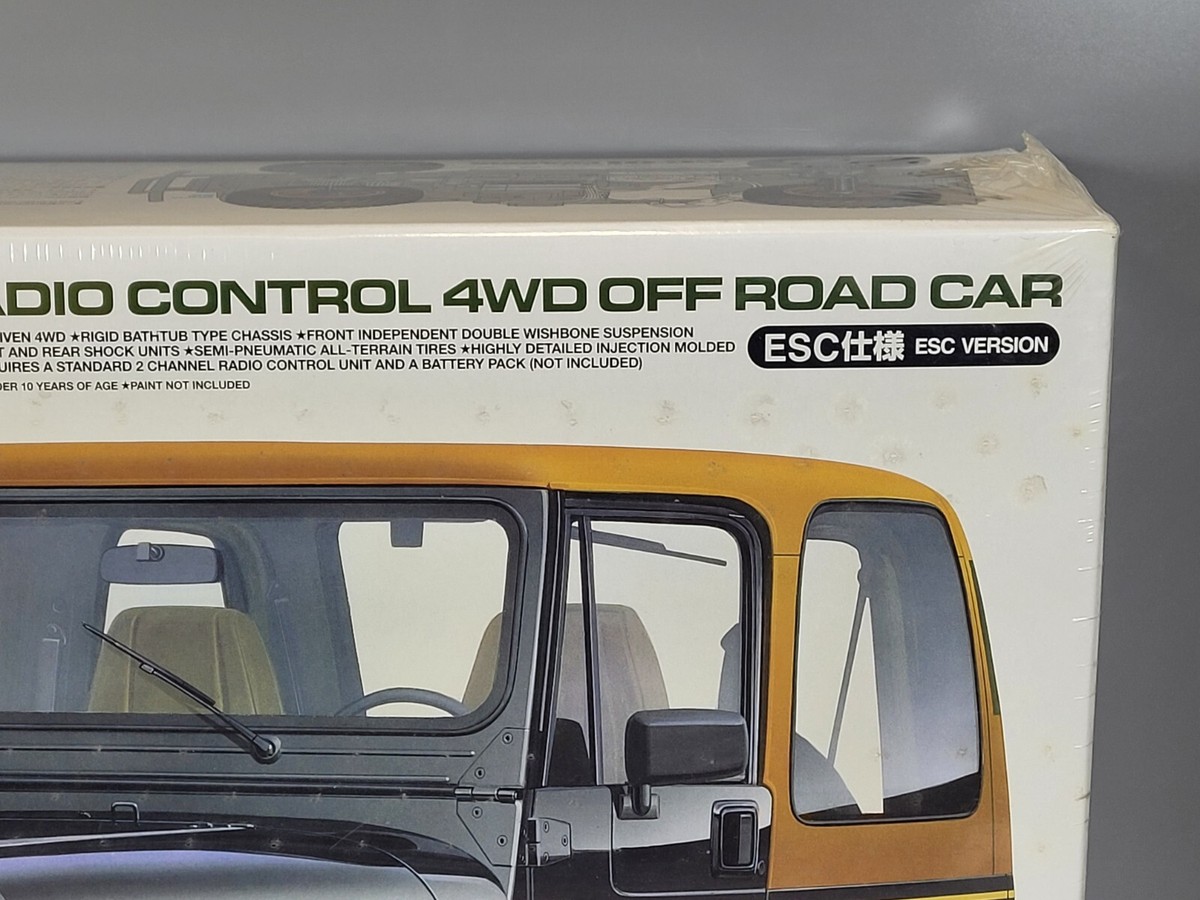 ADIO CONTROL 4WD OFF ROAD CAR
IVEN 4WD ★RIGID BATHTUB TYPE CHASSIS ★FRONT INDEPENDENT DOUBLE WISHBONE SUSPENSION
T AND REAR SHOCK UNITS ★SEMI-PNEUMATIC ALL-TERRAIN TIRES ★HIGHLY DETAILED INJECTION MOLDED
UIRES A STANDARD 2 CHANNEL RADIO CONTROL UNIT AND A BATTERY PACK (NOT INCLUDED)
DER 10 YEARS OF AGE ★PAINT NOT INCLUDED
ESC仕様 ESC VERSION